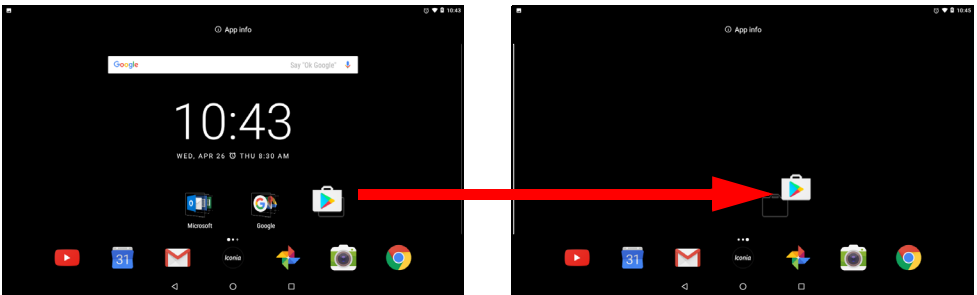 10:43
App info
Google Say "Ok Google"
10:43
WED, APR 26 THU 8:30 AM
Microsoft Google
31 Iconia
10:45
App info
31 Iconia